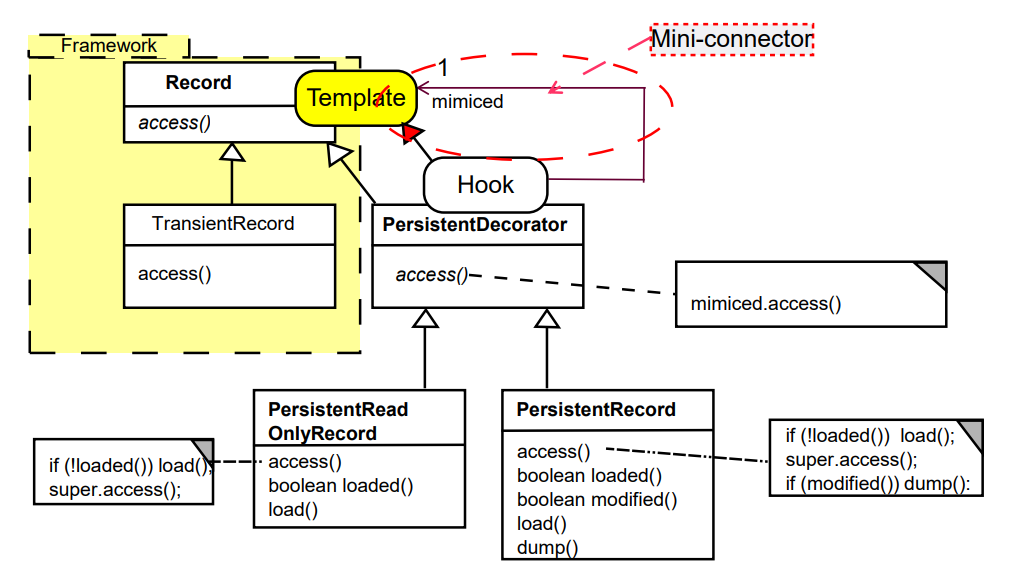 Mini-connector
Framework
Record
access()
Template
1
mimiced
Hook
TransientRecord
access()
PersistentDecorator
access()
mimiced.access()
PersistentRead
OnlyRecord
access()
boolean loaded()
load()
PersistentRecord
access()
boolean loaded()
boolean modified()
load()
dump()
if (!loaded()) load();
super.access();
if (!loaded()) load();
super.access();
if (modified()) dump():